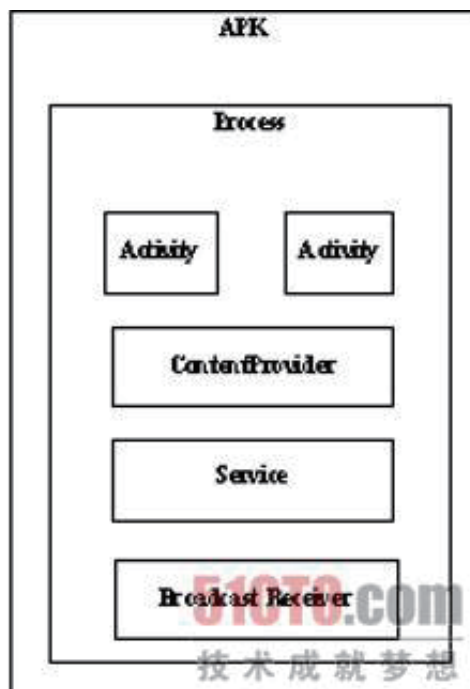 APK
Process
Activity
Activity
ContentProvider
Service
Broadcast Receiver
51CTO.com
技术成就梦想